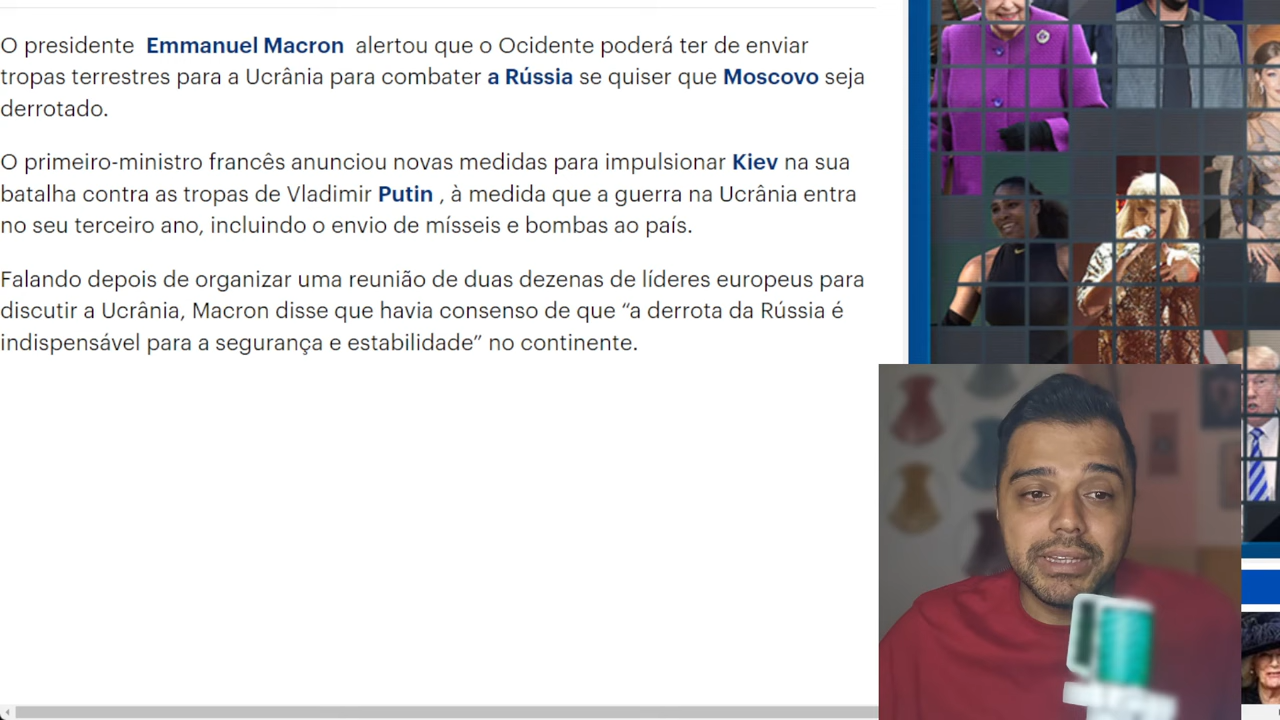 O presidente Emmanuel Macron alertou que o Ocidente poderá ter de enviar
tropas terrestres para a Ucrânia para combater a Rússia se quiser que Moscovo seja
derrotado.
O primeiro-ministro francês anunciou novas medidas para impulsionar Kiev na sua
batalha contra as tropas de Vladimir Putin , à medida que a guerra na Ucrânia entra
no seu terceiro ano, incluindo o envio de mísseis e bombas ao país.
Falando depois de organizar uma reunião de duas dezenas de líderes europeus para
discutir a Ucrânia, Macron disse que havia consenso de que “a derrota da Rússia é
indispensável para a segurança e estabilidade” no continente.